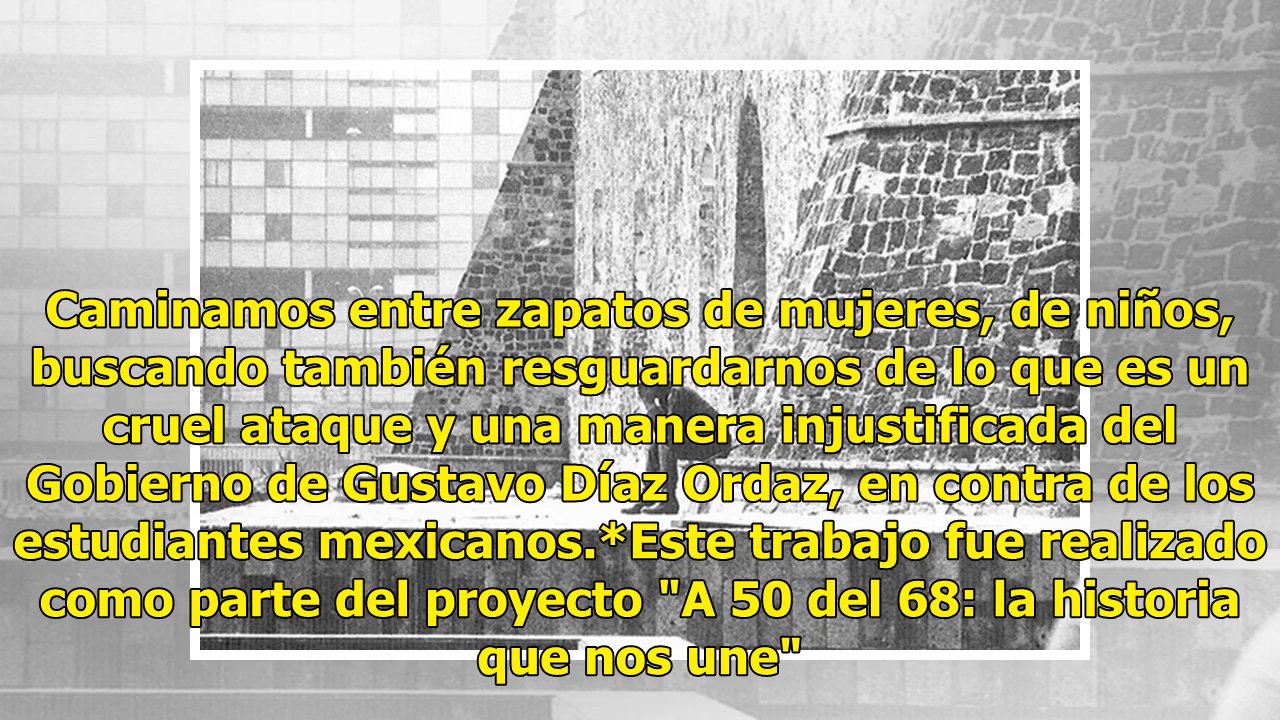 Caminamos entre zapatos de mujeres, de niños,
buscando también resguardarnos de lo que es un
cruel ataque y una manera injustificada del
Gobierno de Gustavo Díaz Ordaz, en contra de los
estudiantes mexicanos.*Este trabajo fue realizado
como parte del proyecto "A 50 del 68: la historia
que nos une"